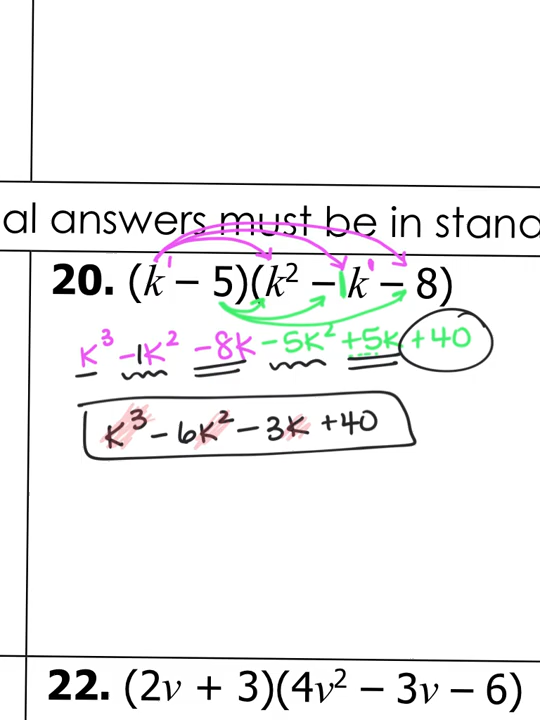 al answers must be in stand
20. (k¹ − 5)(k² − 1k¹ − 8)
k³ -1k² -8k -5k² +5k +40
k³ - 6k² - 3k +40
22. (2v + 3)(4v² − 3v − 6)